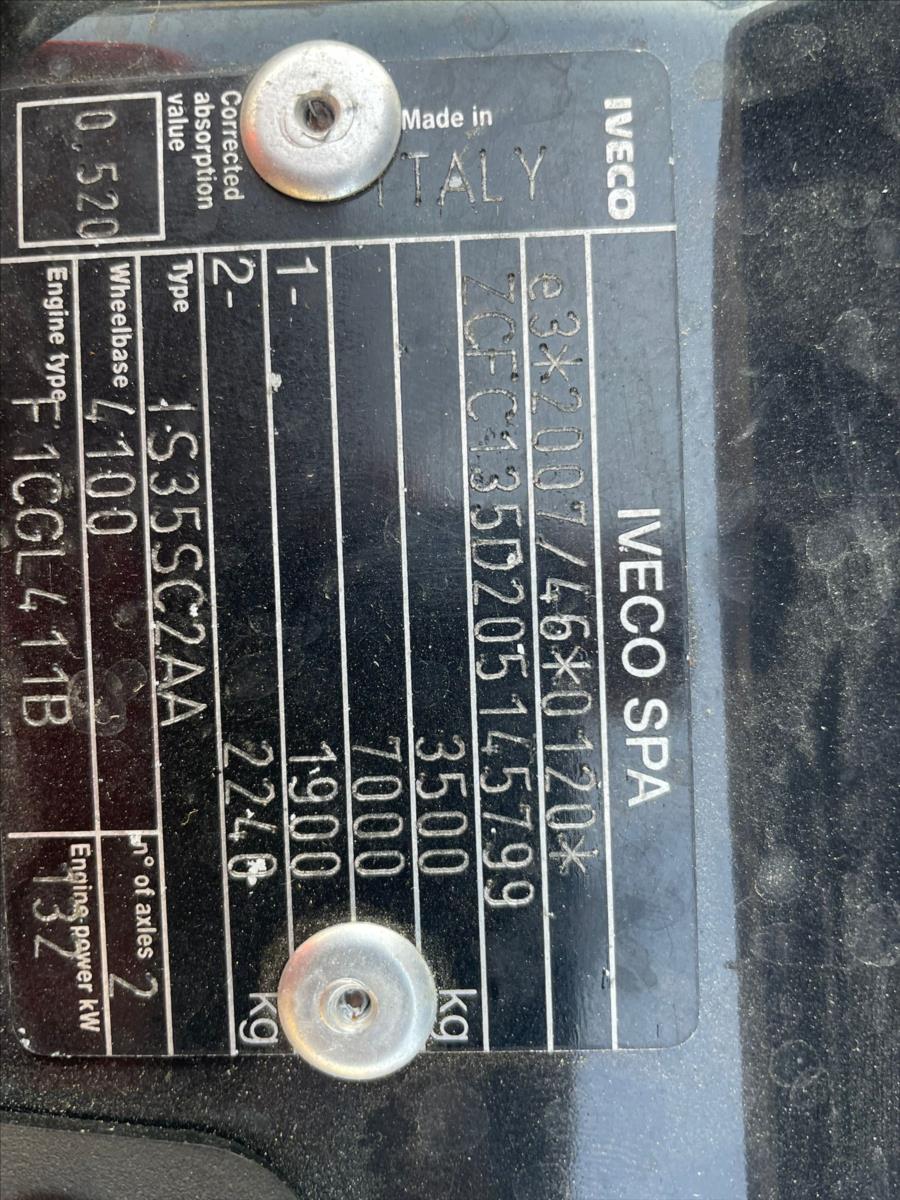 IVECO SPA
e3*2007/46*0120*
ZCFC135D205145799
3500 kg
7000
1- 1900
2- 2240 kg
Type IS35SC2AA
Wheelbase 4100 n° of axles 2
Engine type F1CGL411B Engine power kW 132
IVECO
Made in
ITALY
Corrected
absorption
value
0.520